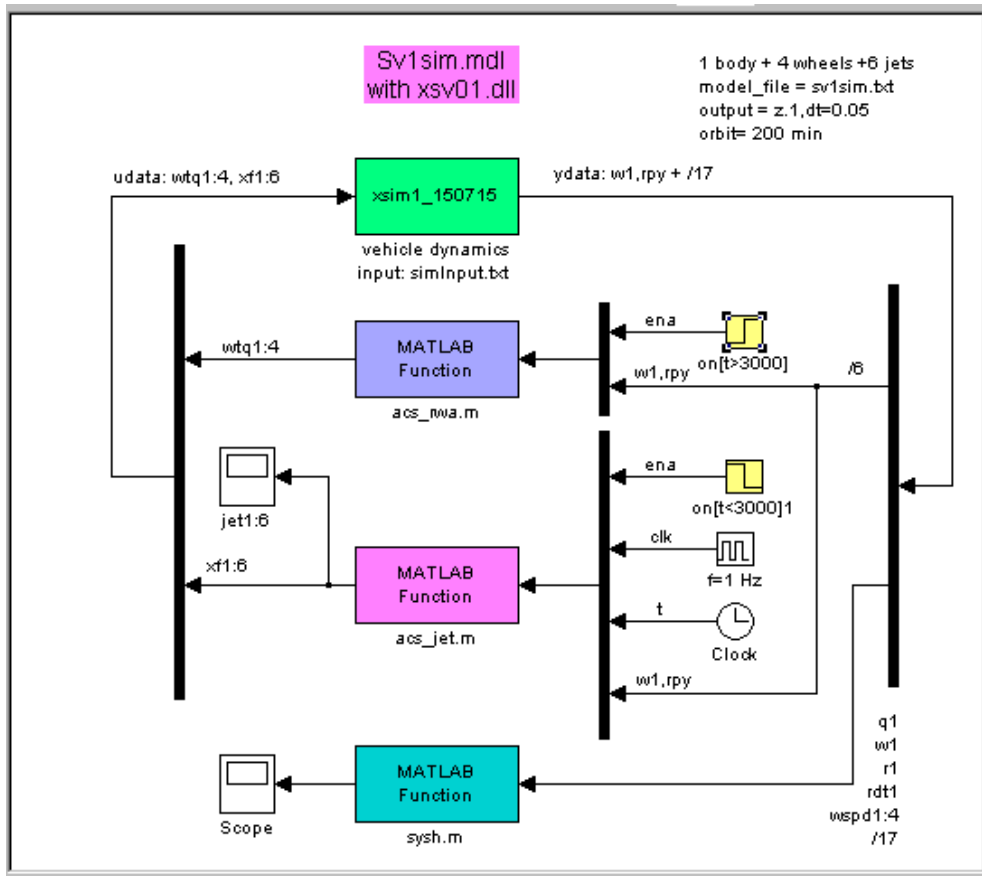 Sv1sim.mdl
with xsv01.dll
1 body + 4 wheels +6 jets
model_file = sv1sim.txt
output = z.1,dt=0.05
orbit= 200 min
udata: wtq1:4, xf1:6
xsim1_150715
ydata: w1,rpy + /17
vehicle dynamics
input: simInput.txt
wtq1:4
MATLAB
Function
acs_rwa.m
ena
on[t>3000]
w1,rpy
/6
jet1:6
ena
on[t<3000]1
clk
f=1 Hz
xf1:6
MATLAB
Function
acs_jet.m
t
Clock
w1,rpy
q1
w1
r1
rdt1
wspd1:4
/17
Scope
MATLAB
Function
sysh.m